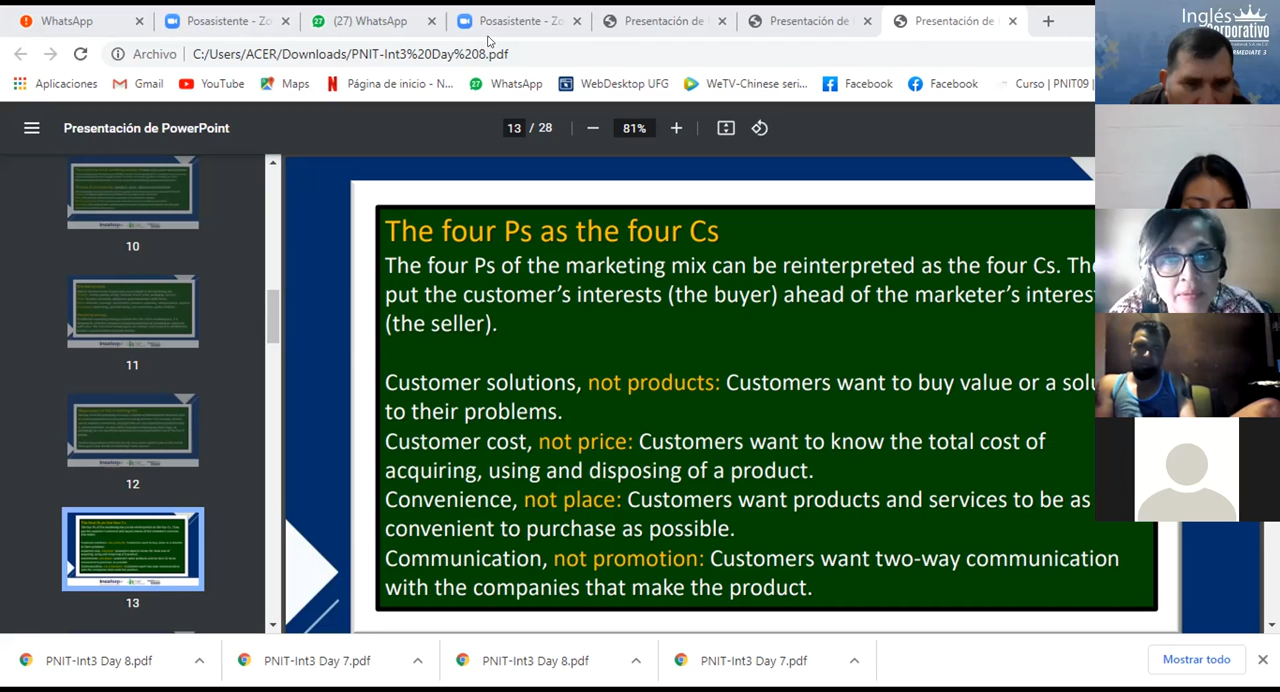 WhatsApp
Posasistente - Zo
(27) WhatsApp
Posasistente - Zo
Presentación de
Presentación de
Presentación de
Archivo
C:/Users/ACER/Downloads/PNIT-Int3%20Day%208.pdf
Aplicaciones
Gmail
YouTube
Maps
Página de inicio - N...
WhatsApp
WebDesktop UFG
WeTV-Chinese seri...
Facebook
Facebook
Curso | PNIT09
Presentación de PowerPoint
13 / 28
81%
Inglés
Corporativo
INTERMEDIATE 3
10
11
12
13
The four Ps as the four Cs
The four Ps of the marketing mix can be reinterpreted as the four Cs. The
put the customer's interests (the buyer) ahead of the marketer's interes
(the seller).
Customer solutions, not products: Customers want to buy value or a solu
to their problems.
Customer cost, not price: Customers want to know the total cost of
acquiring, using and disposing of a product.
Convenience, not place: Customers want products and services to be as
convenient to purchase as possible.
Communication, not promotion: Customers want two-way communication
with the companies that make the product.
PNIT-Int3 Day 8.pdf
PNIT-Int3 Day 7.pdf
PNIT-Int3 Day 8.pdf
PNIT-Int3 Day 7.pdf
Mostrar todo